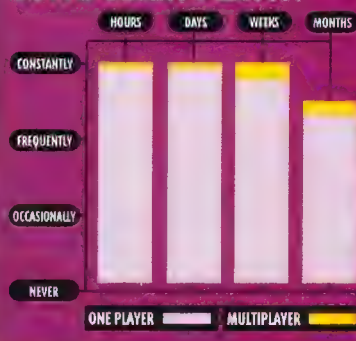 HOURS DAYS WEEKS MONTHS
CONSTANTLY
FREQUENTLY
OCCASIONALLY
NEVER
ONE PLAYER MULTIPLAYER